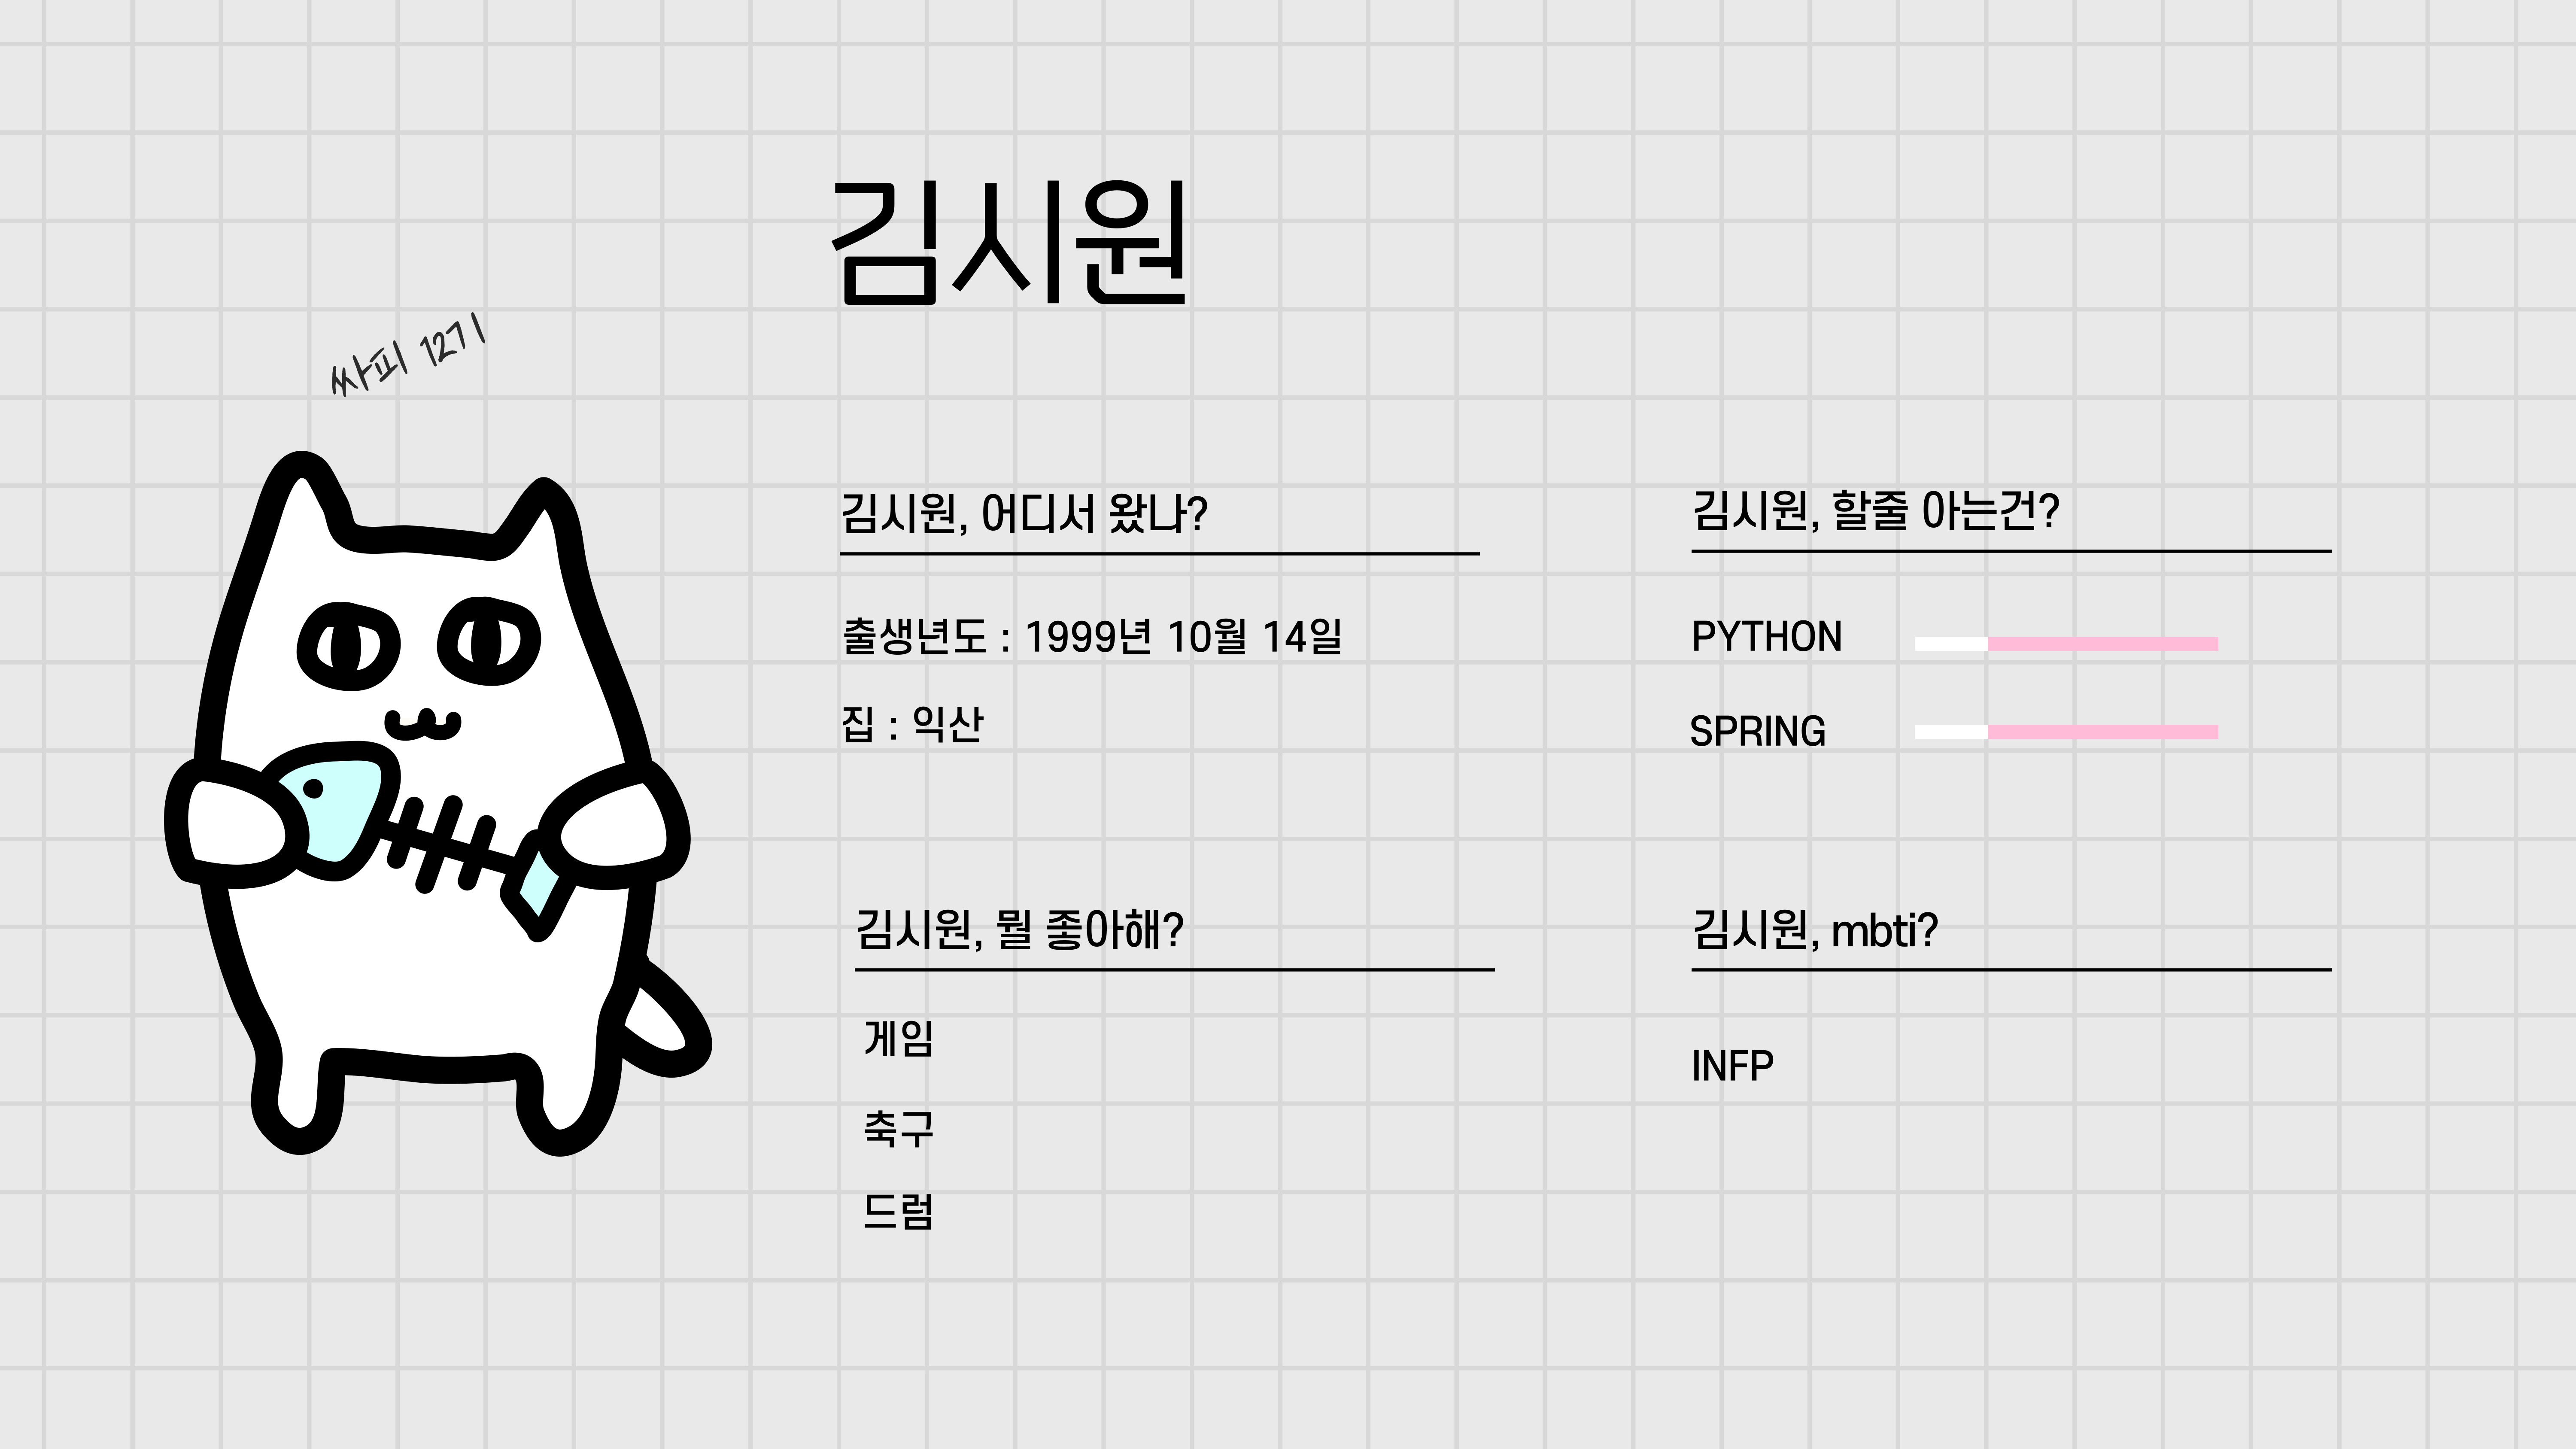 김시원
싸피 12기
김시원, 어디서 왔나?
출생년도 : 1999년 10월 14일
집 : 익산
김시원, 할줄 아는건?
PYTHON
SPRING
김시원, 뭘 좋아해?
게임
축구
드럼
김시원, mbti?
INFP